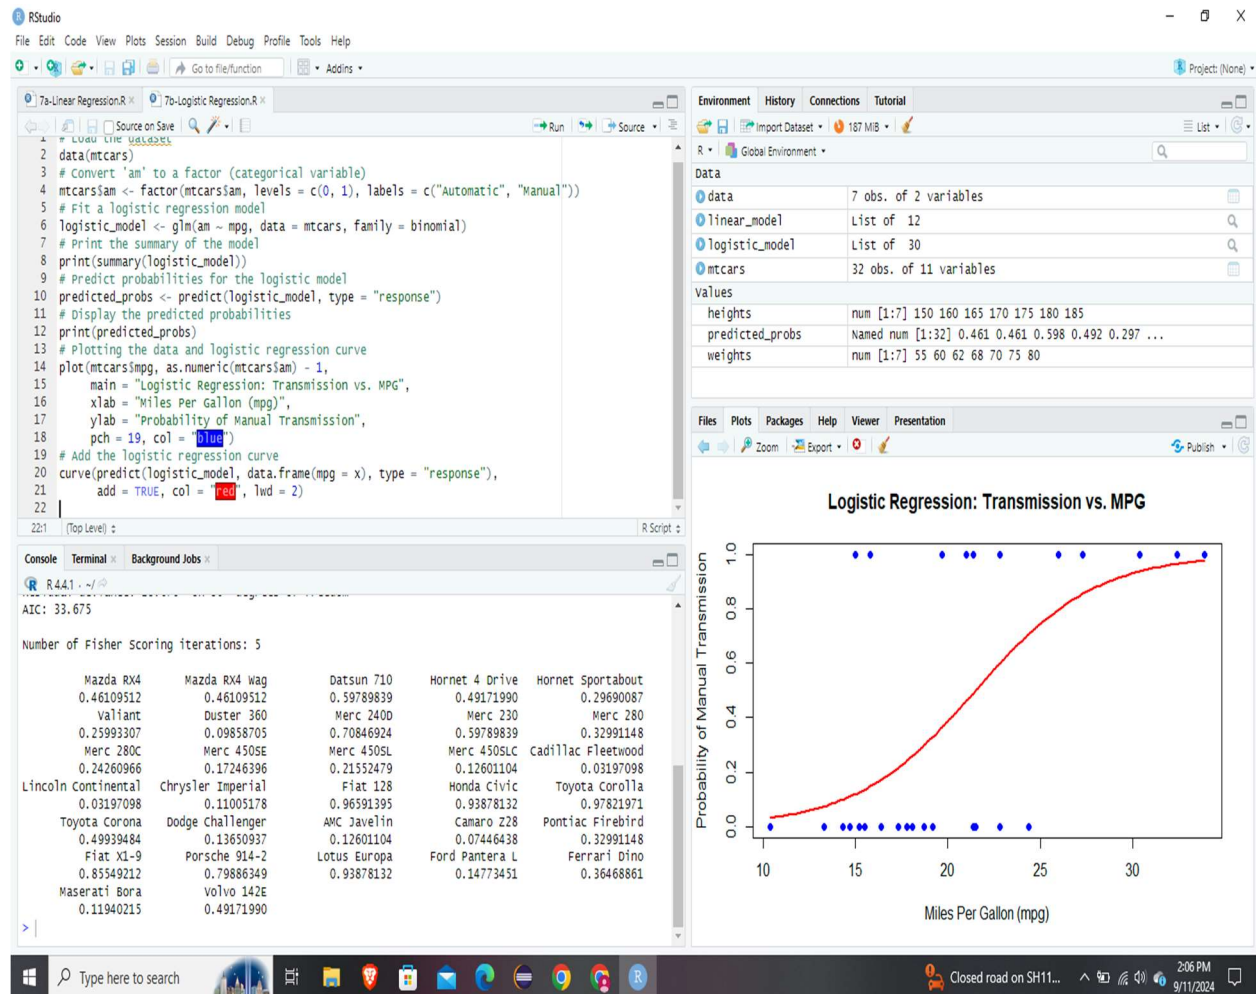 RStudio
File Edit Code View Plots Session Build Debug Profile Tools Help
Go to file/function Addins Project: (None)
7a-Linear Regression.R 7b-Logistic Regression.R
Source on Save Run Source
1 # Load the dataset
2 data(mtcars)
3 # Convert 'am' to a factor (categorical variable)
4 mtcars$am <- factor(mtcars$am, levels = c(0, 1), labels = c("Automatic", "Manual"))
5 # Fit a logistic regression model
6 logistic_model <- glm(am ~ mpg, data = mtcars, family = binomial)
7 # Print the summary of the model
8 print(summary(logistic_model))
9 # Predict probabilities for the logistic model
10 predicted_probs <- predict(logistic_model, type = "response")
11 # Display the predicted probabilities
12 print(predicted_probs)
13 # Plotting the data and logistic regression curve
14 plot(mtcars$mpg, as.numeric(mtcars$am) - 1,
15 main = "Logistic Regression: Transmission vs. MPG",
16 xlab = "Miles Per Gallon (mpg)",
17 ylab = "Probability of Manual Transmission",
18 pch = 19, col = "blue")
19 # Add the logistic regression curve
20 curve(predict(logistic_model, data.frame(mpg = x), type = "response"),
21 add = TRUE, col = "red", lwd = 2)
22
22:1 (Top Level) R Script
Console Terminal Background Jobs
R 4.4.1 · ~/
AIC: 33.675
Number of Fisher Scoring iterations: 5
Mazda RX4 Mazda RX4 Wag Datsun 710 Hornet 4 Drive Hornet Sportabout
0.46109512 0.46109512 0.59789839 0.49171990 0.29690087
Valiant Duster 360 Merc 240D Merc 230 Merc 280
0.25993307 0.09858705 0.70846924 0.59789839 0.32991148
Merc 280C Merc 450SE Merc 450SL Merc 450SLC Cadillac Fleetwood
0.24260966 0.17246396 0.21552479 0.12601104 0.03197098
Lincoln Continental Chrysler Imperial Fiat 128 Honda Civic Toyota Corolla
0.03197098 0.11005178 0.96591395 0.93878132 0.97821971
Toyota Corona Dodge Challenger AMC Javelin Camaro Z28 Pontiac Firebird
0.49939484 0.13650937 0.12601104 0.07446438 0.32991148
Fiat X1-9 Porsche 914-2 Lotus Europa Ford Pantera L Ferrari Dino
0.85549212 0.79886349 0.93878132 0.14773451 0.36468861
Maserati Bora Volvo 142E
0.11940215 0.49171990
>
Environment History Connections Tutorial
Import Dataset 187 MiB List
R Global Environment
Data
data 7 obs. of 2 variables
linear_model List of 12
logistic_model List of 30
mtcars 32 obs. of 11 variables
Values
heights num [1:7] 150 160 165 170 175 180 185
predicted_probs Named num [1:32] 0.461 0.461 0.598 0.492 0.297 ...
weights num [1:7] 55 60 62 68 70 75 80
Files Plots Packages Help Viewer Presentation
Zoom Export Publish
Logistic Regression: Transmission vs. MPG
Probability of Manual Transmission
1.0
0.8
0.6
0.4
0.2
0.0
10 15 20 25 30
Miles Per Gallon (mpg)
Type here to search Closed road on SH11... 2:06 PM
9/11/2024